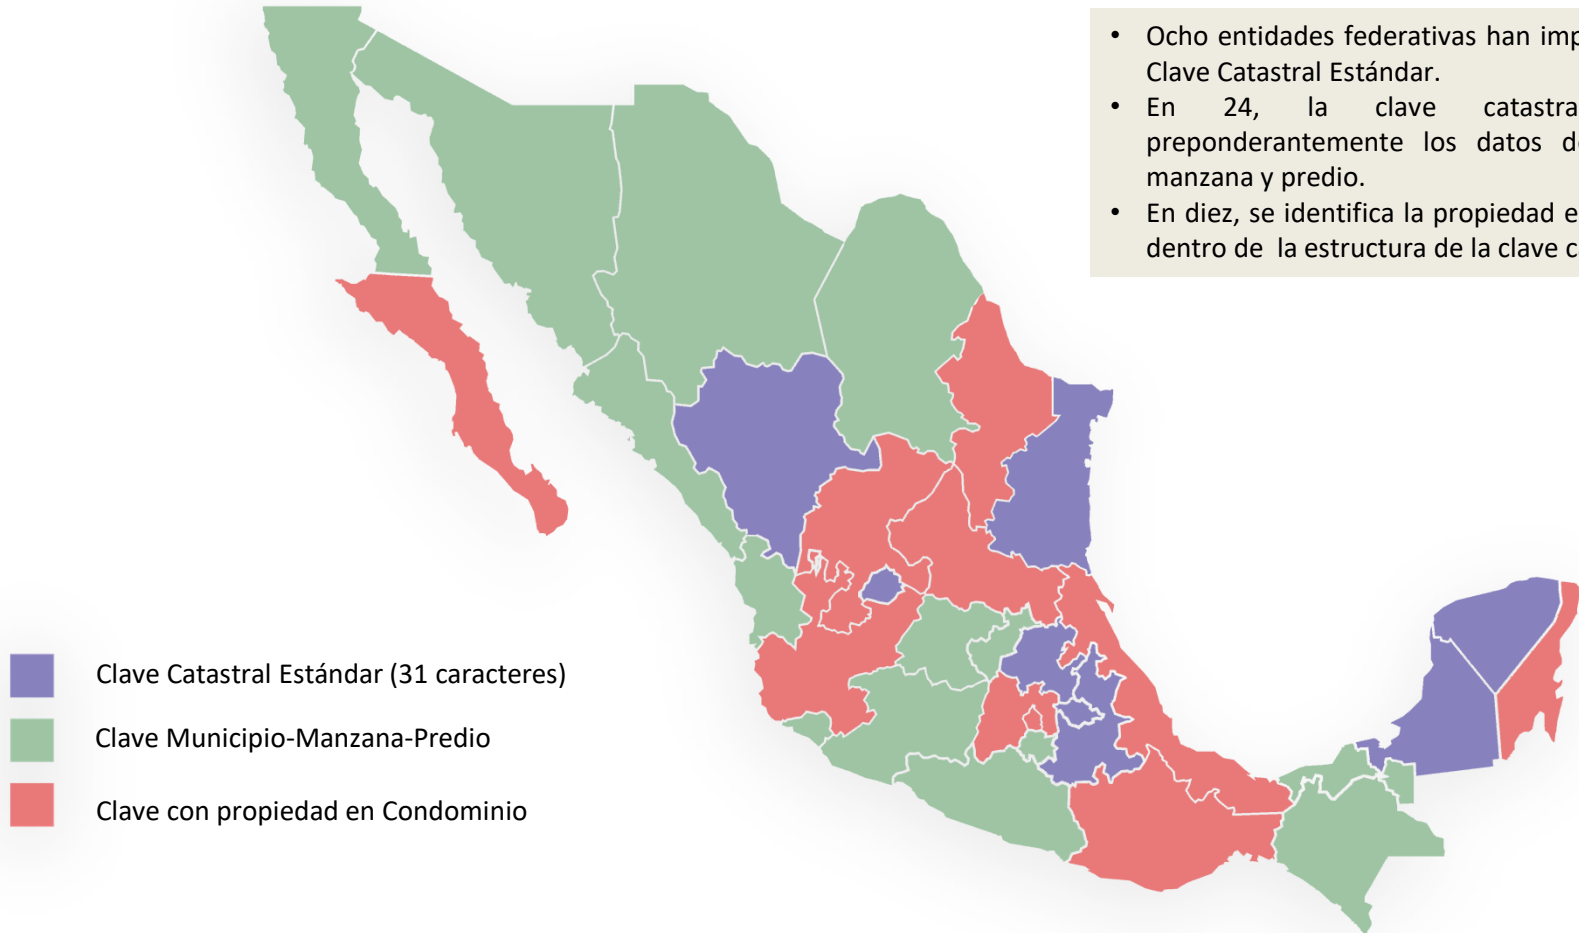 • Ocho entidades federativas han imp
Clave Catastral Estándar.
• En 24, la clave catastra
preponderantemente los datos d
manzana y predio.
• En diez, se identifica la propiedad e
dentro de la estructura de la clave c
Clave Catastral Estándar (31 caracteres)
Clave Municipio-Manzana-Predio
Clave con propiedad en Condominio